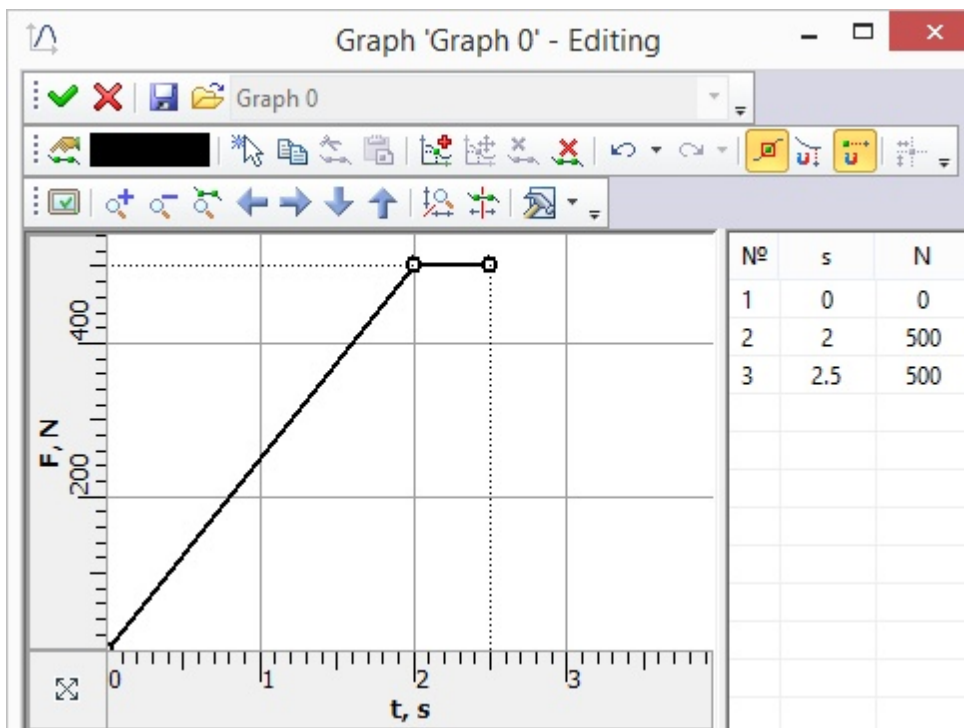 Graph 'Graph 0' - Editing
Graph 0
Nº s N
1 0 0
2 2 500
3 2.5 500
400
200
F, N
0 1 2 3
t, s